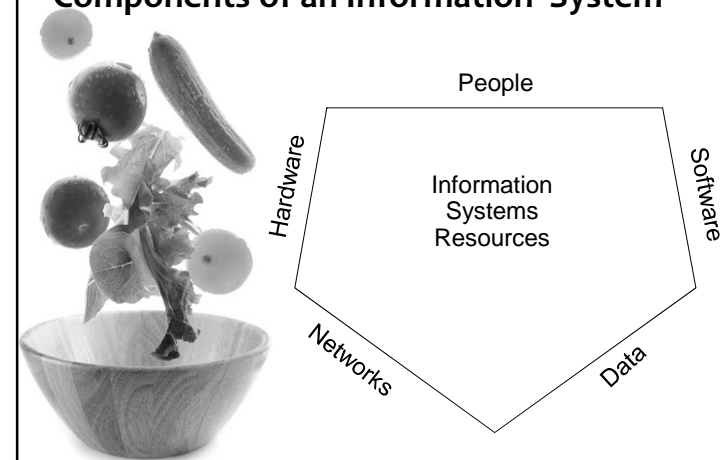 Components of an Information System
People
Hardware
Software
Information
Systems
Resources
Networks
Data